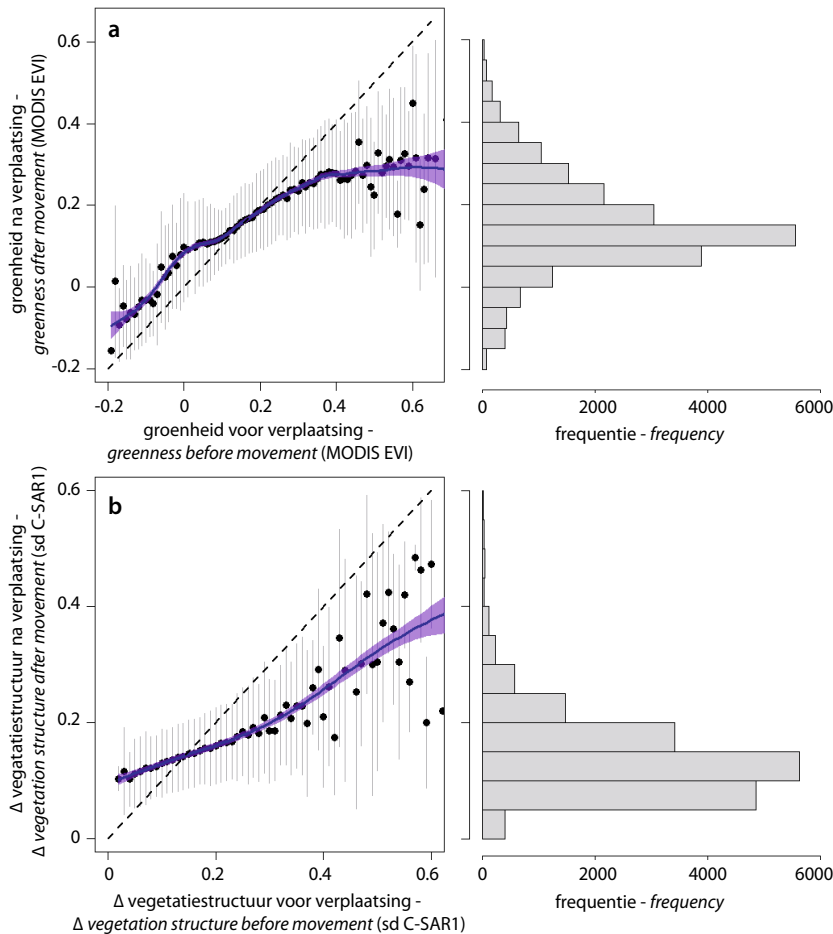 a
groenheid na verplaatsing -
greenness after movement (MODIS EVI)
0.6
0.4
0.2
0
-0.2
-0.2 0 0.2 0.4 0.6
groenheid voor verplaatsing -
greenness before movement (MODIS EVI)
0 2000 4000 6000
frequentie - frequency
b
Δ vegatatiestructuur na verplaatsing -
Δ vegetation structure after movement (sd C-SAR1)
0.6
0.4
0.2
0
0 0.2 0.4 0.6
Δ vegetatiestructuur voor verplaatsing -
Δ vegetation structure before movement (sd C-SAR1)
0 2000 4000 6000
frequentie - frequency